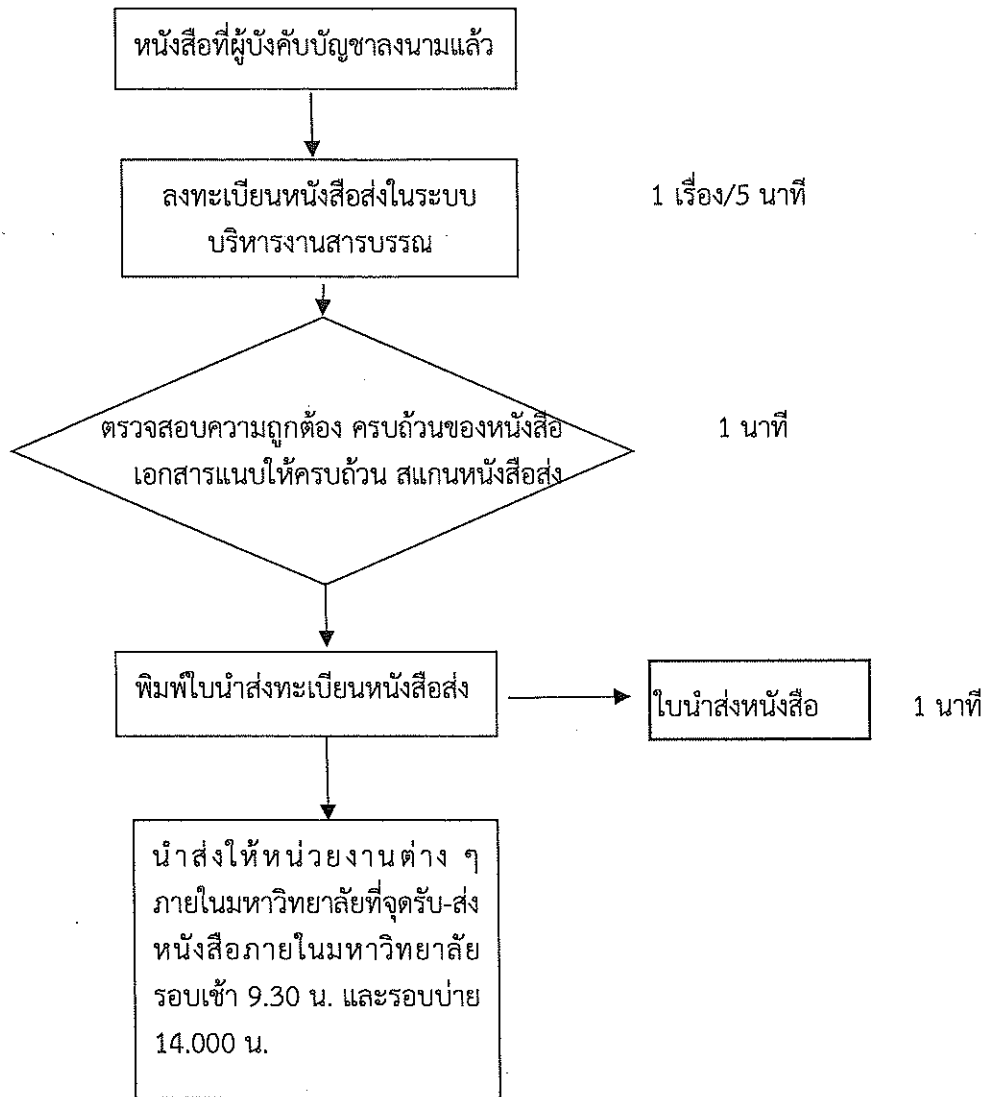 หนังสือที่ผู้บังคับบัญชาลงนามแล้ว
ลงทะเบียนหนังสือส่งในระบบ
บริหารงานสารบรรณ
1 เรื่อง/5 นาที
ตรวจสอบความถูกต้อง ครบถ้วนของหนังสือ
เอกสารแนบให้ครบถ้วน สแกนหนังสือส่ง
1 นาที
พิมพ์ใบนำส่งทะเบียนหนังสือส่ง
ใบนำส่งหนังสือ
1 นาที
นำส่งให้หน่วยงานต่าง ๆ
ภายในมหาวิทยาลัยที่จุดรับ-ส่ง
หนังสือภายในมหาวิทยาลัย
รอบเช้า 9.30 น. และรอบบ่าย
14.000 น.